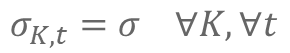 σ_{K,t} = σ   ∀K, ∀t